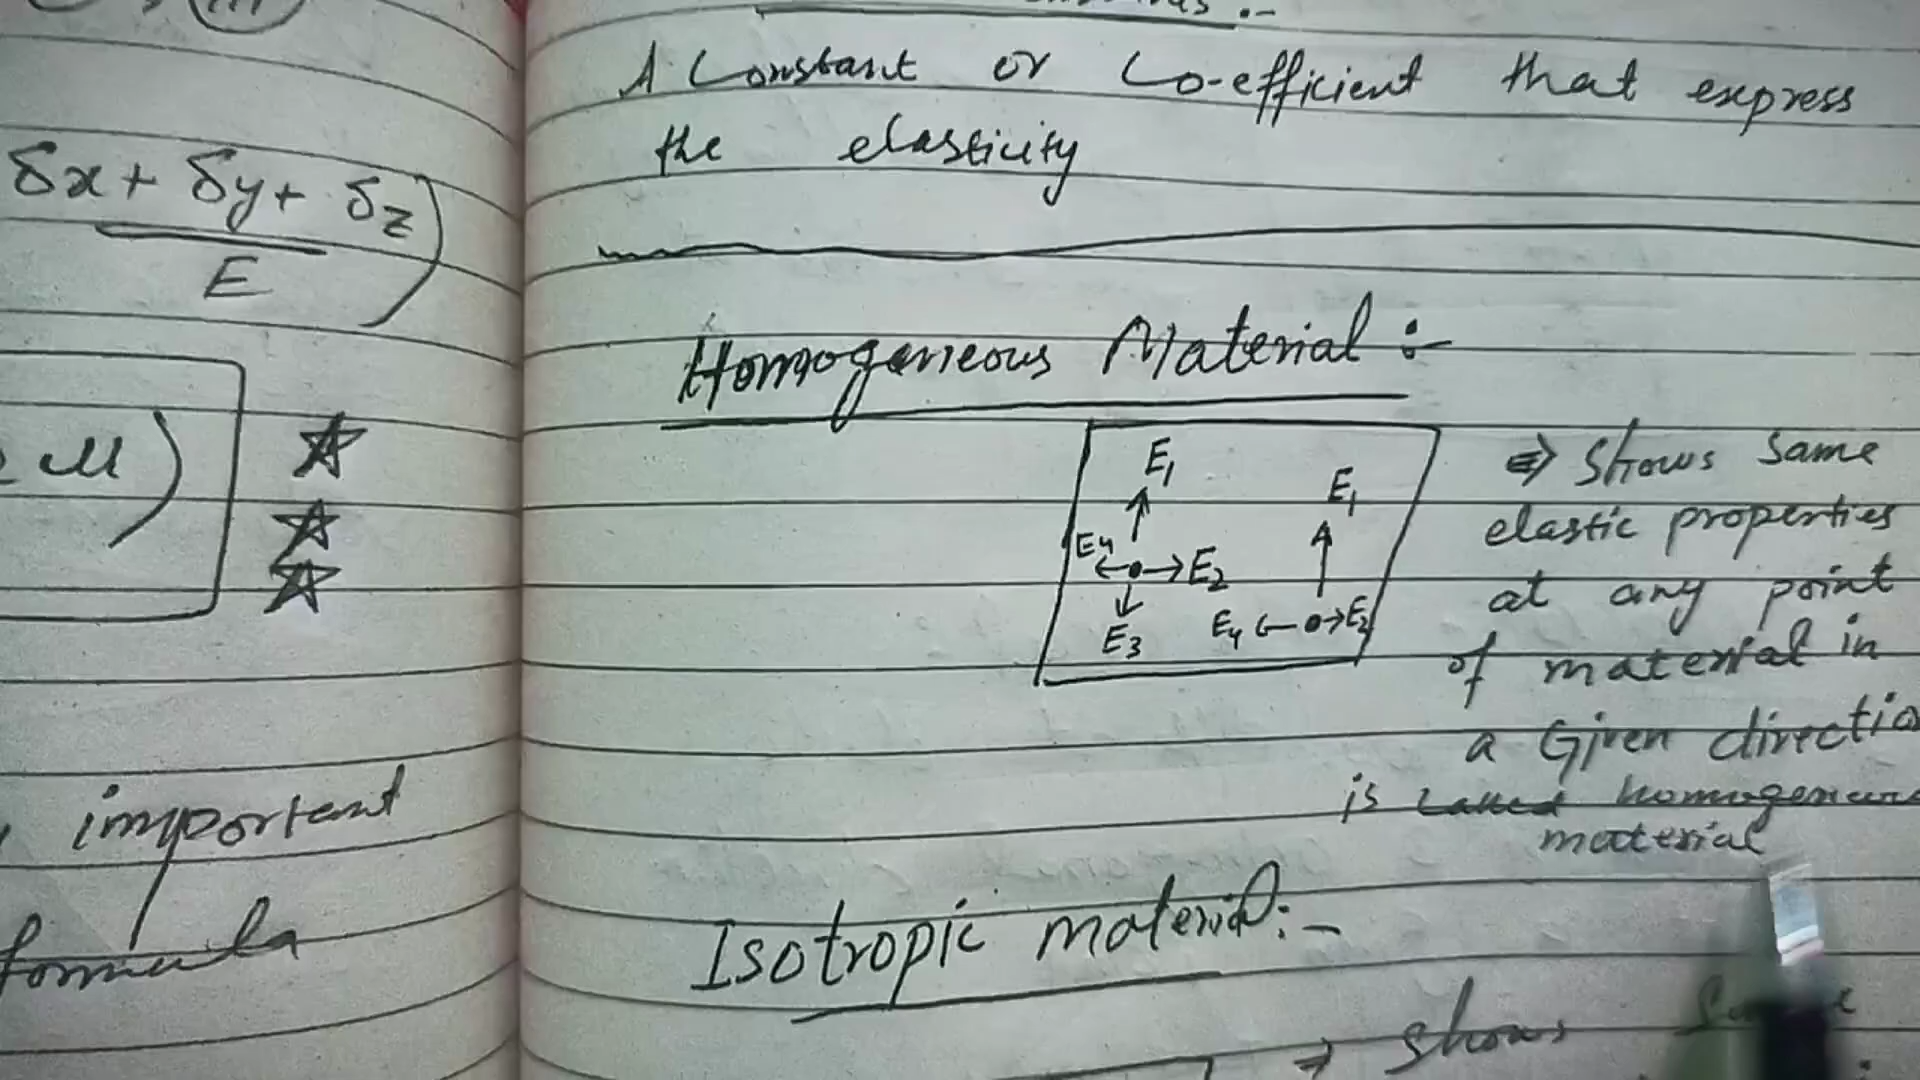 δx + δy + δz)
E
μ)
important
formula
A Constant or Co-efficient that express
the elasticity
Homogeneous Material :-
E1
E4
E2
E3
E1
E4
E2
⇒ Shows same
elastic properties
at any point
of material in
a Given directio
is called homogeneous
material
Isotropic material:-
→ shows